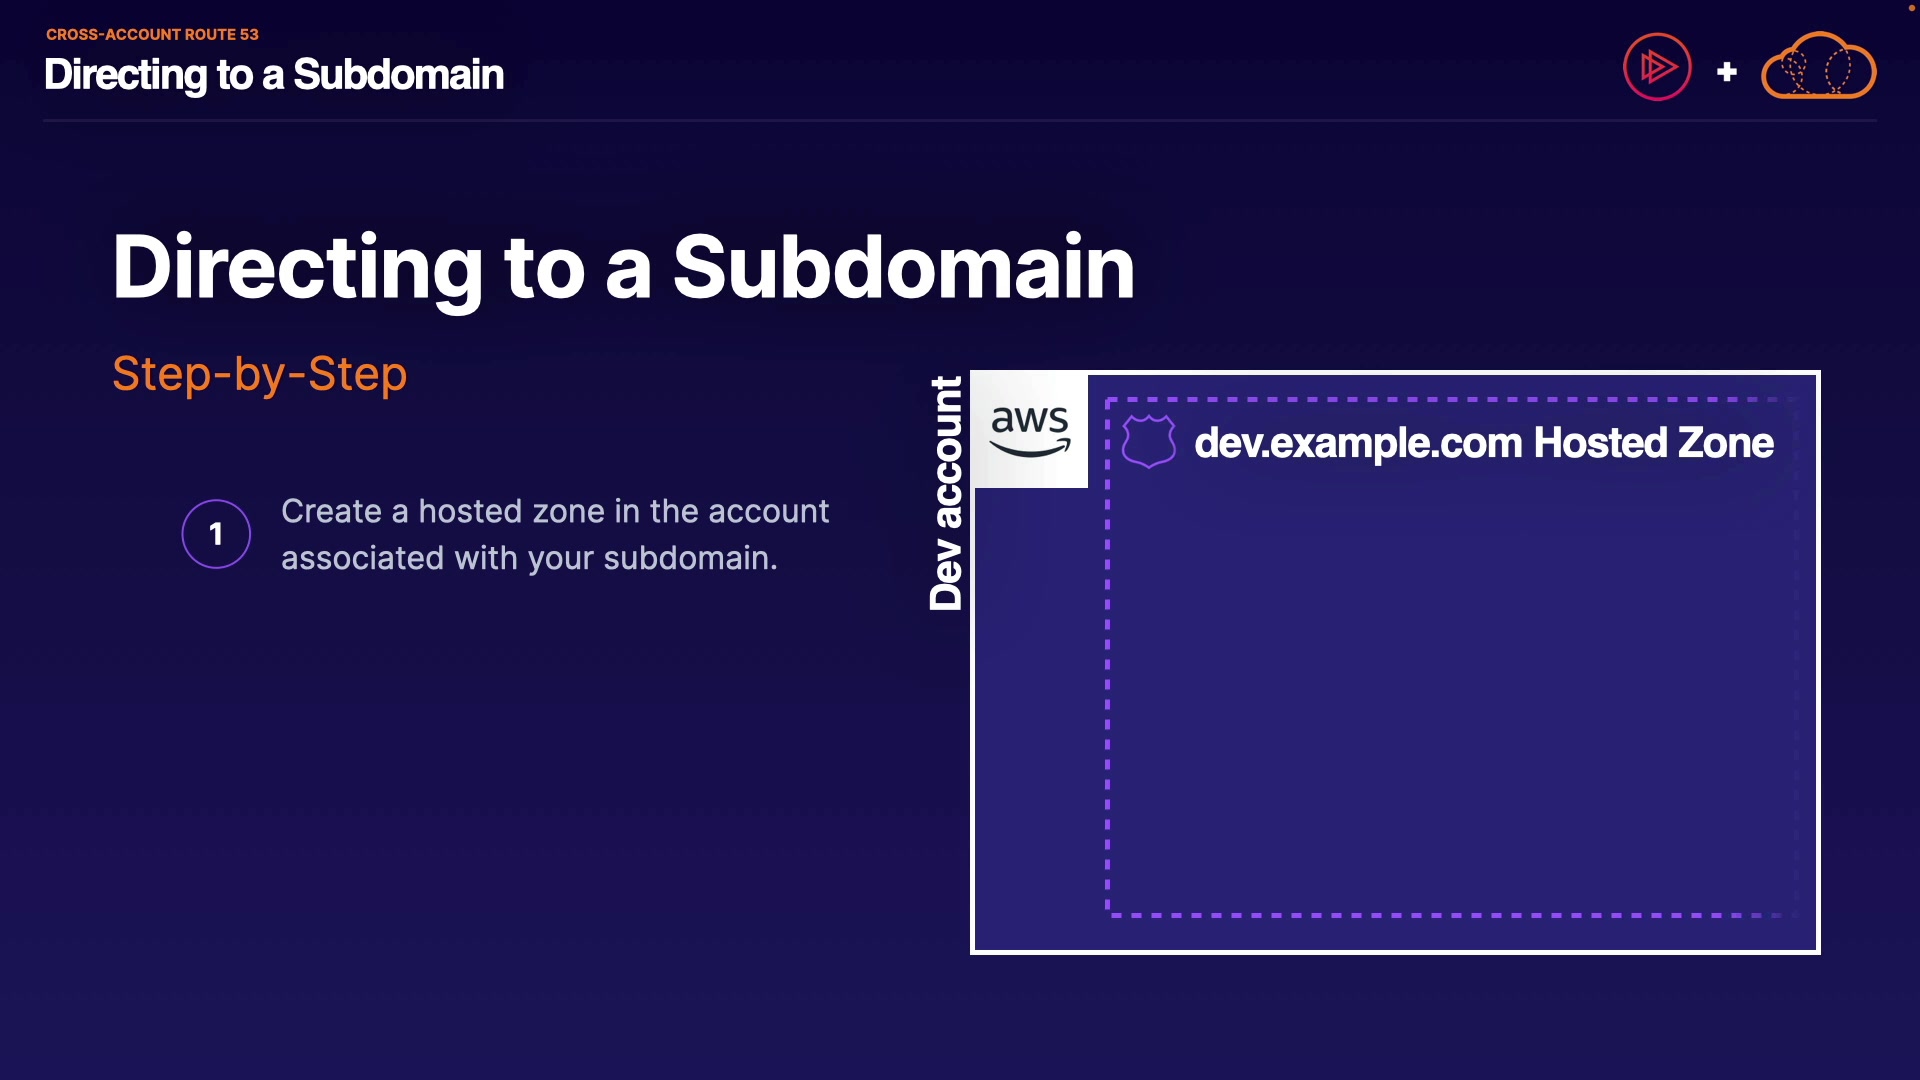 CROSS-ACCOUNT ROUTE 53
Directing to a Subdomain
+
Directing to a Subdomain
Step-by-Step
1
Create a hosted zone in the account
associated with your subdomain.
Dev account
aws
dev.example.com Hosted Zone